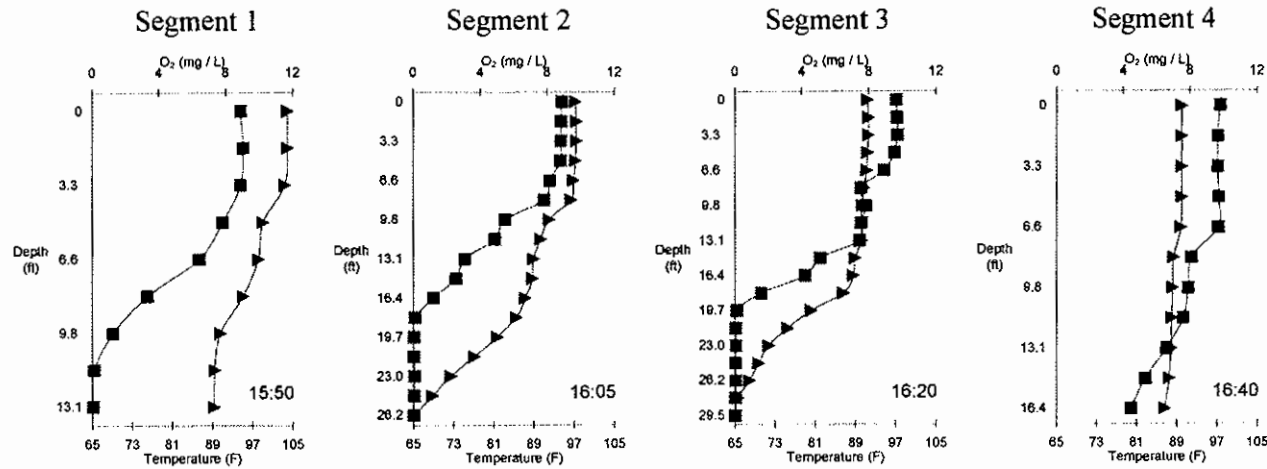 Segment 1
O₂ (mg / L)
0 4 8 12
0
3.3
Depth
(ft)
6.6
9.8
13.1
15:50
65 73 81 89 97 105
Temperature (F)
Segment 2
O₂ (mg / L)
0 4 8 12
0
3.3
6.6
9.8
Depth
(ft)
13.1
16.4
19.7
23.0
26.2
16:05
65 73 81 89 97 105
Temperature (F)
Segment 3
O₂ (mg / L)
0 4 8 12
0
3.3
6.6
9.8
Depth
(ft)
13.1
16.4
19.7
23.0
26.2
29.5
16:20
65 73 81 89 97 105
Temperature (F)
Segment 4
O₂ (mg / L)
0 4 8 12
0
3.3
6.6
Depth
(ft)
9.8
13.1
16.4
16:40
65 73 81 89 97 105
Temperature (F)